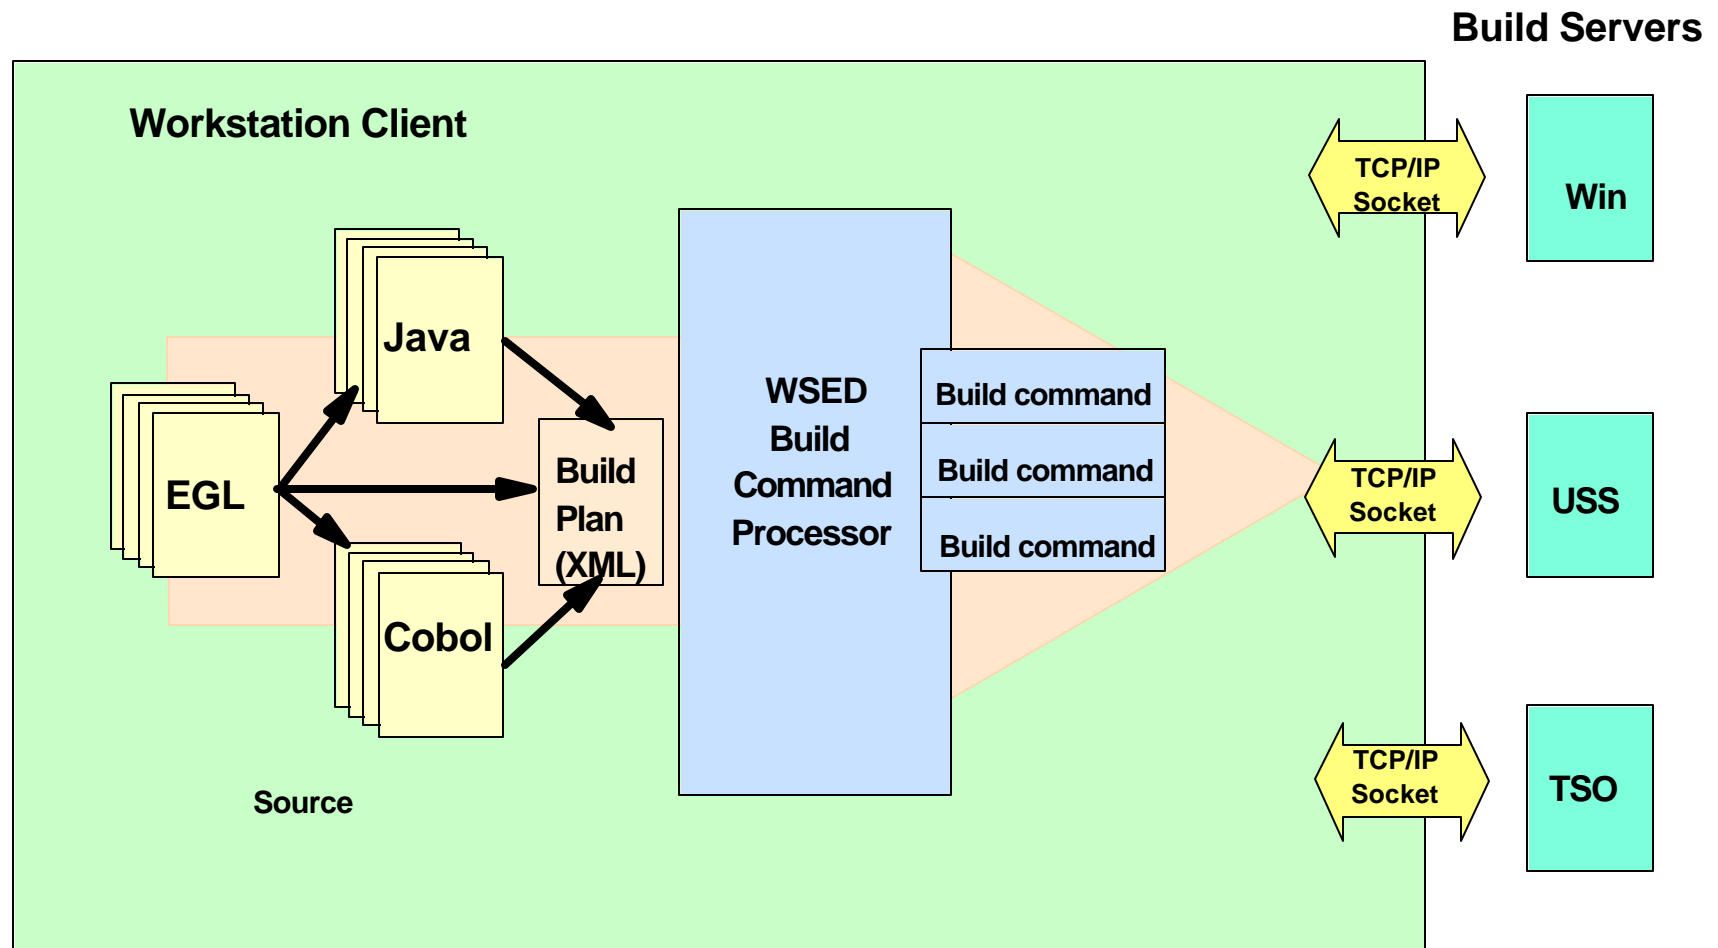 Build Servers
Workstation Client
TCP/IP
Socket
Win
Java
WSED
Build
Command
Processor
Build command
Build command
Build command
EGL
Build
Plan
(XML)
TCP/IP
Socket
USS
Cobol
Source
TCP/IP
Socket
TSO